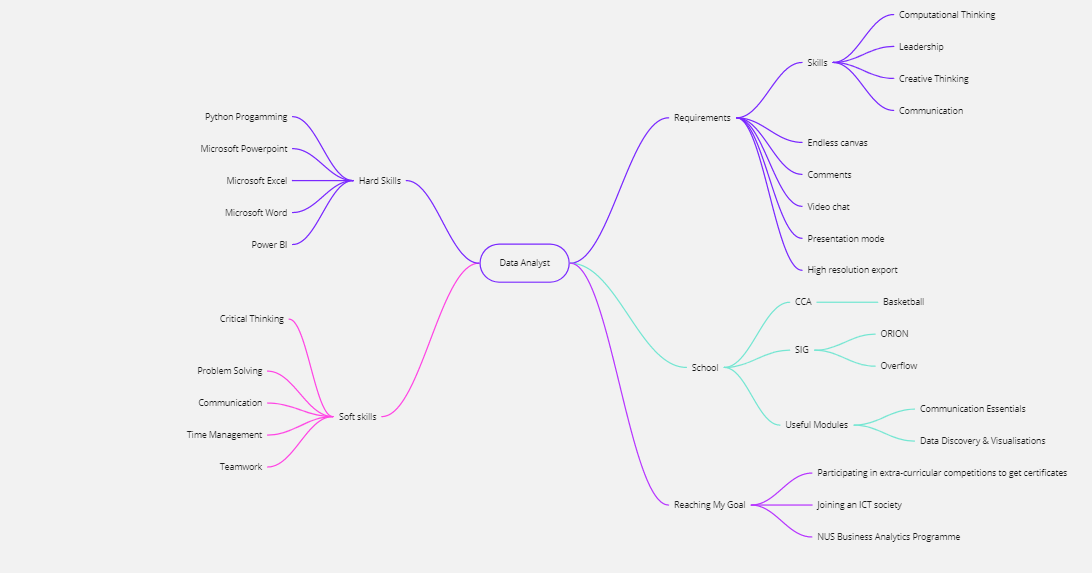 Data Analyst
Hard Skills
Python Progamming
Microsoft Powerpoint
Microsoft Excel
Microsoft Word
Power BI
Soft skills
Critical Thinking
Problem Solving
Communication
Time Management
Teamwork
Requirements
Skills
Computational Thinking
Leadership
Creative Thinking
Communication
Endless canvas
Comments
Video chat
Presentation mode
High resolution export
School
CCA
Basketball
SIG
ORION
Overflow
Useful Modules
Communication Essentials
Data Discovery & Visualisations
Reaching My Goal
Participating in extra-curricular competitions to get certificates
Joining an ICT society
NUS Business Analytics Programme